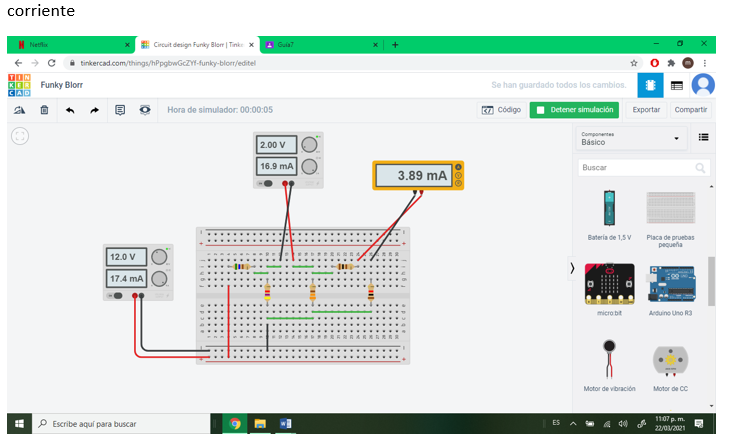 corriente
Netflix
Circuit design Funky Blorr | Tinke
Guía7
tinkercad.com/things/hPpgbwGcZYf-funky-blorr/editel
TIN
KER
CAD
Funky Blorr
Se han guardado todos los cambios.
Hora de simulador: 00:00:05
Código
Detener simulación
Exportar
Compartir
Componentes
Básico
Buscar
2.00 V
16.9 mA
3.89 mA
12.0 V
17.4 mA
Batería de 1,5 V
Placa de pruebas
pequeña
micro:bit
Arduino Uno R3
Motor de vibración
Motor de CC
Escribe aquí para buscar
ES
11:07 p. m.
22/03/2021